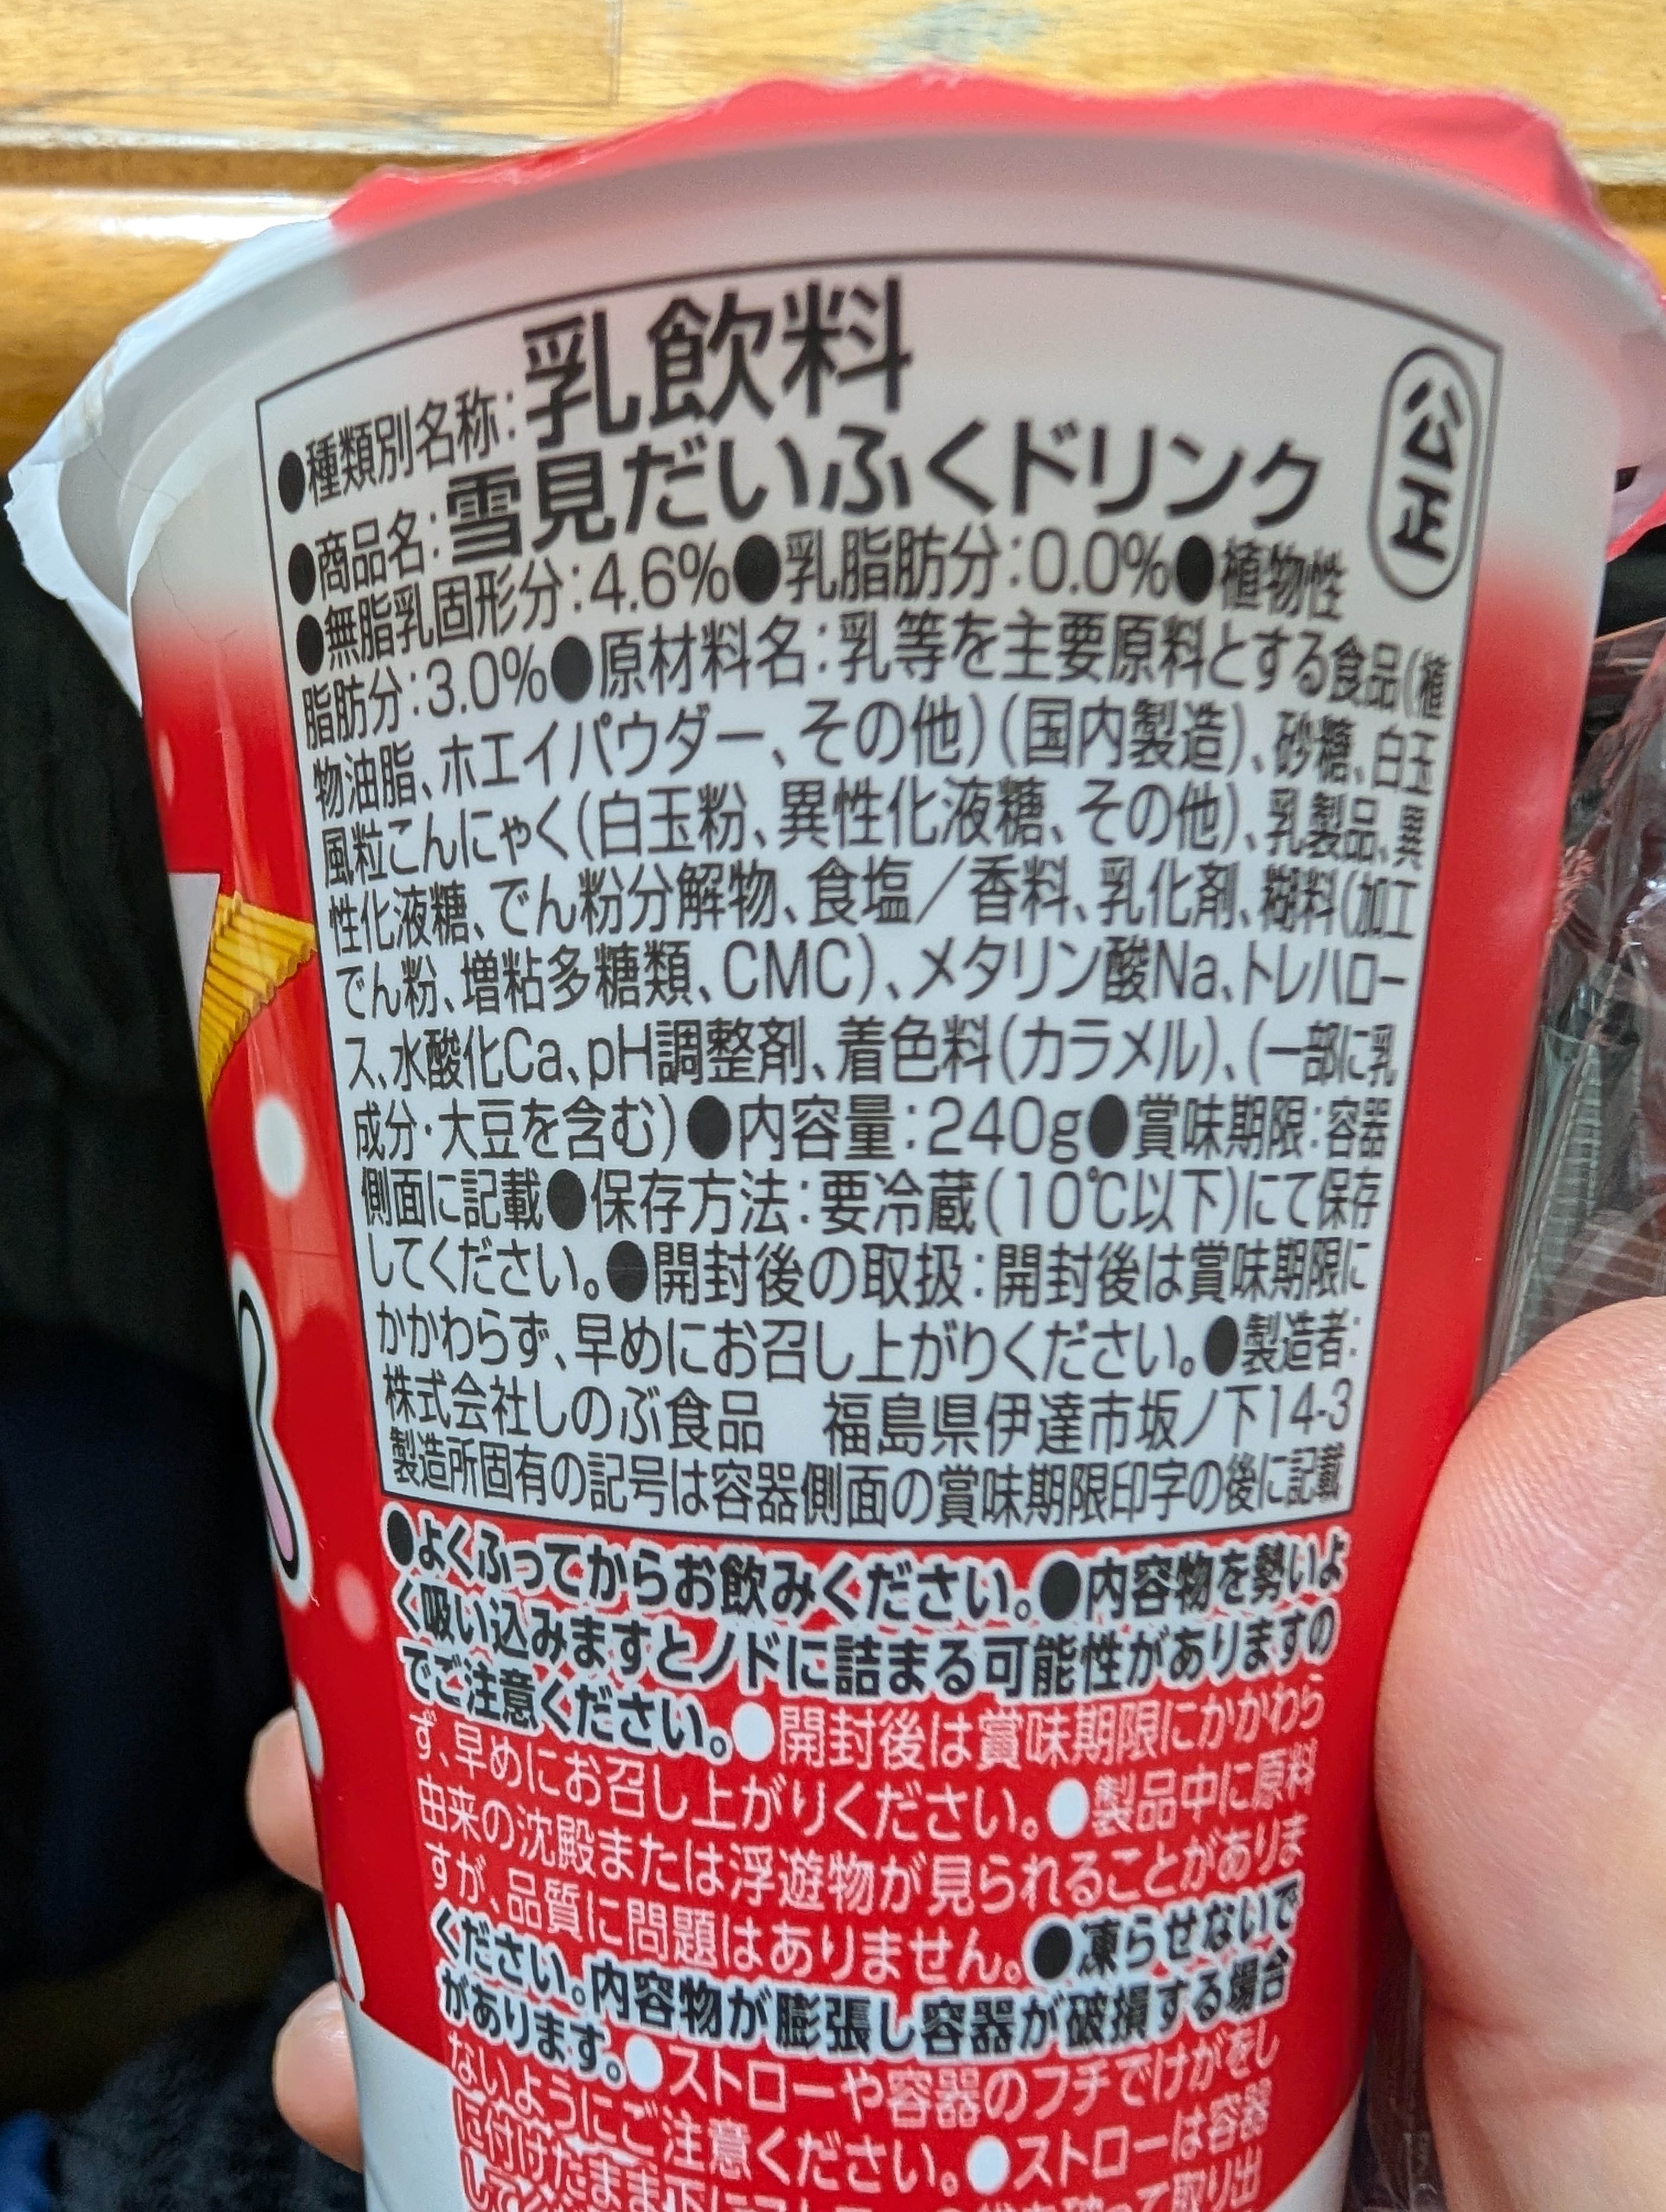 ●種類別名称:乳飲料
公正
●商品名:雪見だいふくドリンク
●無脂乳固形分:4.6%●乳脂肪分:0.0%●植物性
脂肪分:3.0%●原材料名:乳等を主要原料とする食品(植
物油脂、ホエイパウダー、その他)(国内製造)、砂糖、白玉
風粒こんにゃく(白玉粉、異性化液糖、その他)、乳製品、異
性化液糖、でん粉分解物、食塩/香料、乳化剤、糊料(加工
でん粉、増粘多糖類、CMC)、メタリン酸Na、トレハロー
ス、水酸化Ca、pH調整剤、着色料(カラメル)、(一部に乳
成分・大豆を含む)●内容量:240g●賞味期限:容器
側面に記載●保存方法:要冷蔵(10℃以下)にて保存
してください。●開封後の取扱:開封後は賞味期限に
かかわらず、早めにお召し上がりください。●製造者:
株式会社しのぶ食品　福島県伊達市坂ノ下14-3
製造所固有の記号は容器側面の賞味期限印字の後に記載
●よくふってからお飲みください。●内容物を勢いよ
く吸い込みますとノドに詰まる可能性がありますの
でご注意ください。●開封後は賞味期限にかかわら
ず、早めにお召し上がりください。●製品中に原料
由来の沈殿または浮遊物が見られることがありま
すが、品質に問題はありません。●凍らせないで
ください。内容物が膨張し容器が破損する場合
があります。●ストローや容器のフチでけがをし
ないようにご注意ください。●ストローは容器
に付けたまま下に
して
取り出